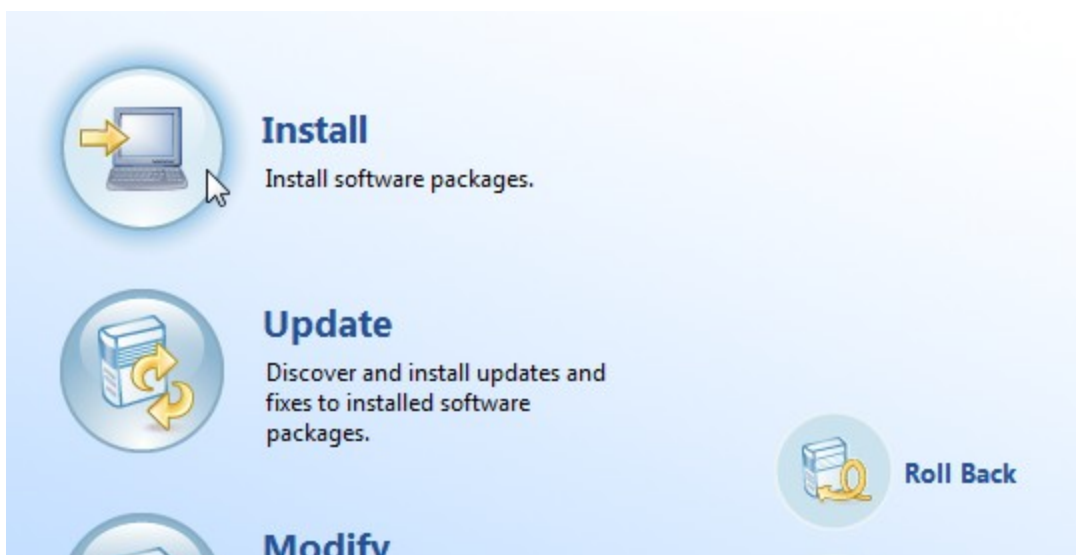 Install
Install software packages.
Update
Discover and install updates and
fixes to installed software
packages.
Roll Back
Modify